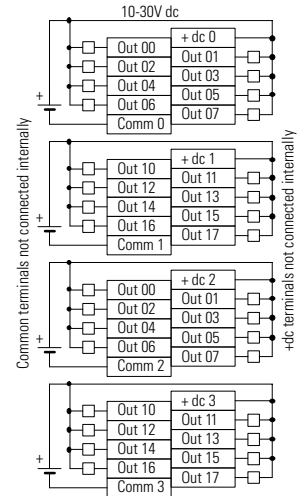 10-30V dc
+ dc 0
Out 00
Out 01
Out 02
Out 03
Out 04
Out 05
Out 06
Out 07
Comm 0
+
+ dc 1
Out 10
Out 11
Out 12
Out 13
Out 14
Out 15
Out 16
Out 17
Comm 1
+
+ dc 2
Out 00
Out 01
Out 02
Out 03
Out 04
Out 05
Out 06
Out 07
Comm 2
+
+ dc 3
Out 10
Out 11
Out 12
Out 13
Out 14
Out 15
Out 16
Out 17
Comm 3
+
Common terminals not connected internally
+dc terminals not connected internally